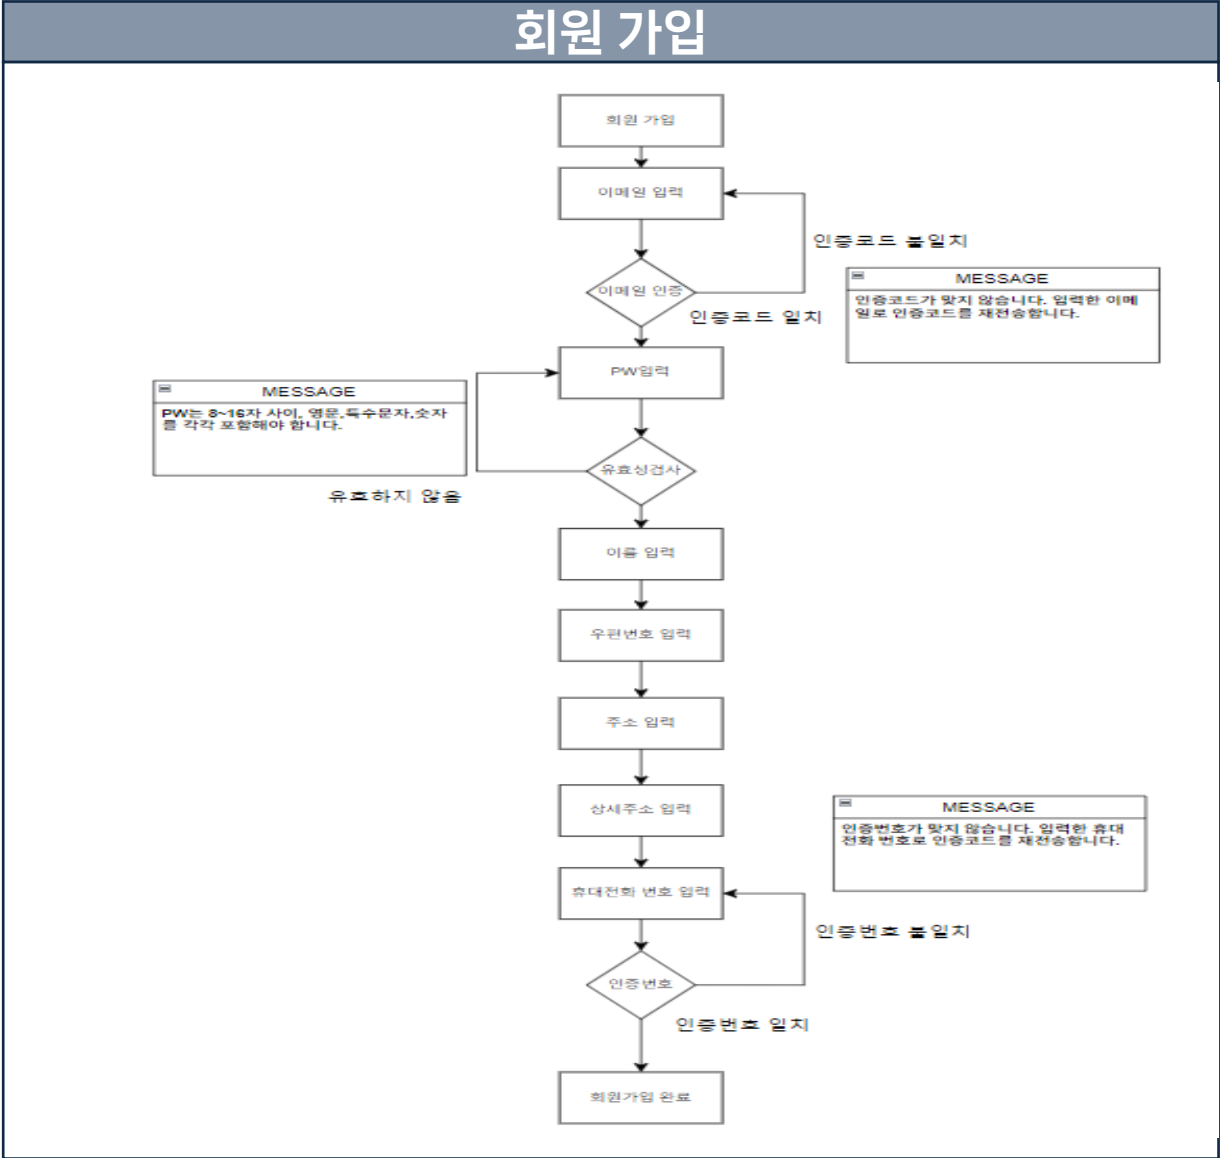 회원 가입
회원 가입
이메일 입력
인증코드 불일치
이메일 인증
인증코드 일치
MESSAGE
인증코드가 맞지 않습니다. 입력한 이메
일로 인증코드를 재전송합니다.
PW입력
MESSAGE
PW는 8~16자 사이, 영문,특수문자,숫자
를 각각 포함해야 합니다.
유효성검사
유효하지 않음
이름 입력
우편번호 입력
주소 입력
상세주소 입력
MESSAGE
인증번호가 맞지 않습니다. 입력한 휴대
전화 번호로 인증코드를 재전송합니다.
휴대전화 번호 입력
인증번호 불일치
인증번호
인증번호 일치
회원가입 완료